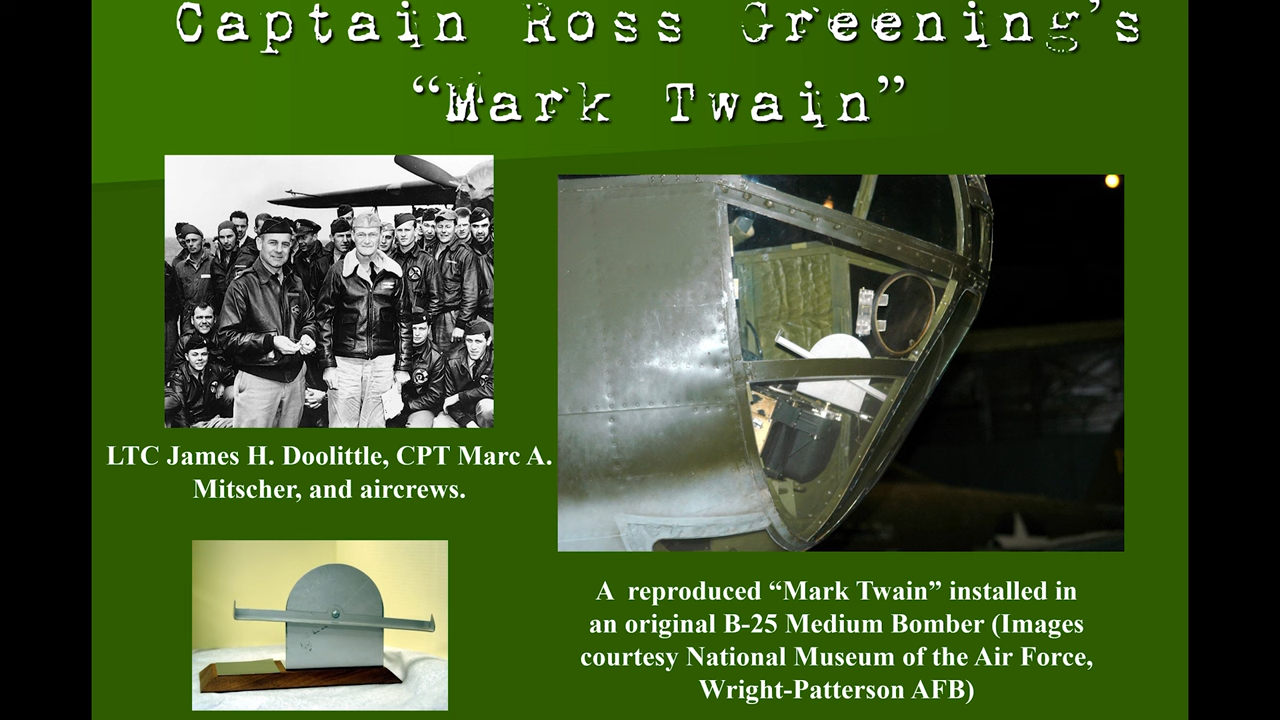 Captain Ross Greening’s
“Mark Twain”
LTC James H. Doolittle, CPT Marc A.
Mitscher, and aircrews.
A reproduced “Mark Twain” installed in
an original B-25 Medium Bomber (Images
courtesy National Museum of the Air Force,
Wright-Patterson AFB)